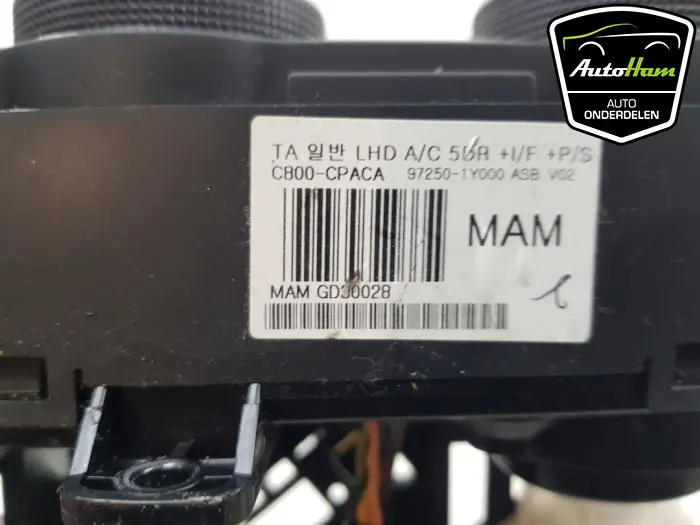 AutoHam
AUTO
ONDERDELEN
TA 일반 LHD A/C 5DR +I/F +P/S
C800-CPACA 97250-1Y000 ASB V02
MAM
MAM GD30028